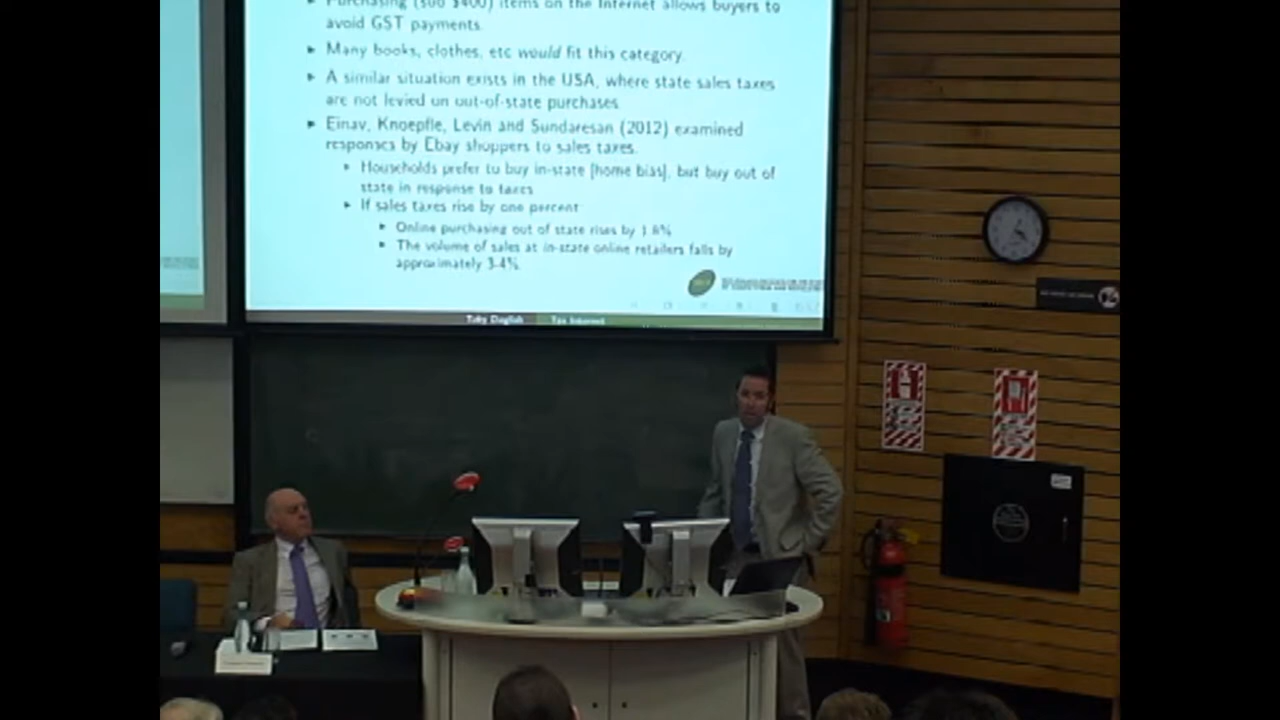 Purchasing (sub $400) items on the Internet allows buyers to
avoid GST payments.
Many books, clothes, etc would fit this category.
A similar situation exists in the USA, where state sales taxes
are not levied on out-of-state purchases.
Einav, Knoepfle, Levin and Sundaresan (2012) examined
responses by Ebay shoppers to sales taxes.
Households prefer to buy in-state [home bias], but buy out of
state in response to taxes
If sales taxes rise by one percent
Online purchasing out of state rises by 1.8%
The volume of sales at in-state online retailers falls by
approximately 3-4%.
Toby Daglish Tax Internet